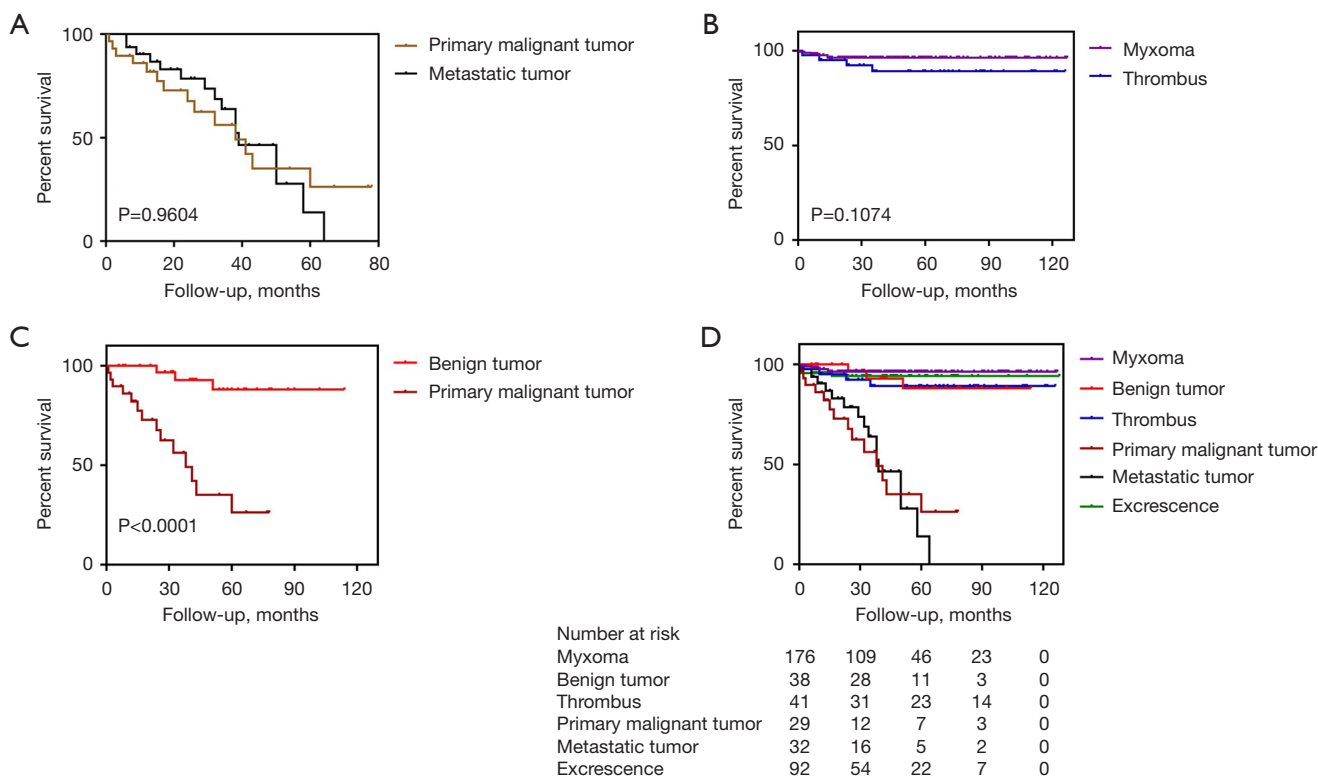 A
100
50
0
Percent survival
P=0.9604
0 20 40 60 80
Follow-up, months
Primary malignant tumor
Metastatic tumor
B
100
50
0
Percent survival
P=0.1074
0 30 60 90 120
Follow-up, months
Myxoma
Thrombus
C
100
50
0
Percent survival
P<0.0001
0 30 60 90 120
Follow-up, months
Benign tumor
Primary malignant tumor
D
100
50
0
Percent survival
0 30 60 90 120
Follow-up, months
Myxoma
Benign tumor
Thrombus
Primary malignant tumor
Metastatic tumor
Excrescence
Number at risk
Myxoma 176 109 46 23 0
Benign tumor 38 28 11 3 0
Thrombus 41 31 23 14 0
Primary malignant tumor 29 12 7 3 0
Metastatic tumor 32 16 5 2 0
Excrescence 92 54 22 7 0